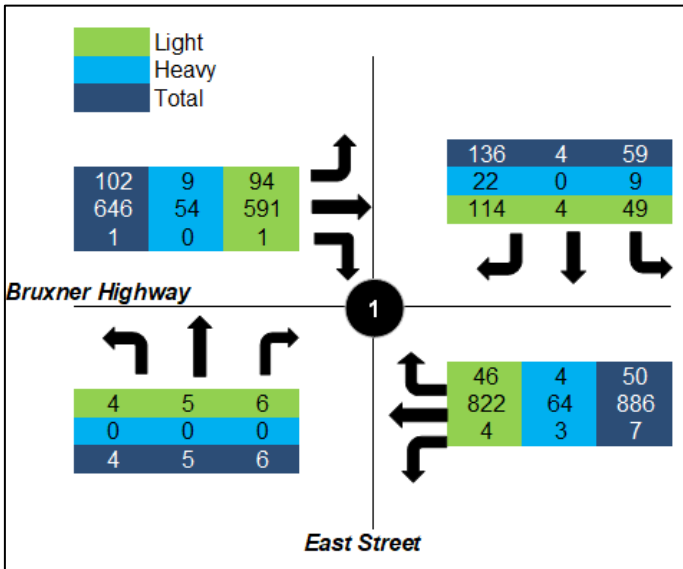 Light
Heavy
Total
136 4 59
22 0 9
114 4 49
102 9 94
646 54 591
1 0 1
Bruxner Highway
1
4 5 6
0 0 0
4 5 6
46 4 50
822 64 886
4 3 7
East Street